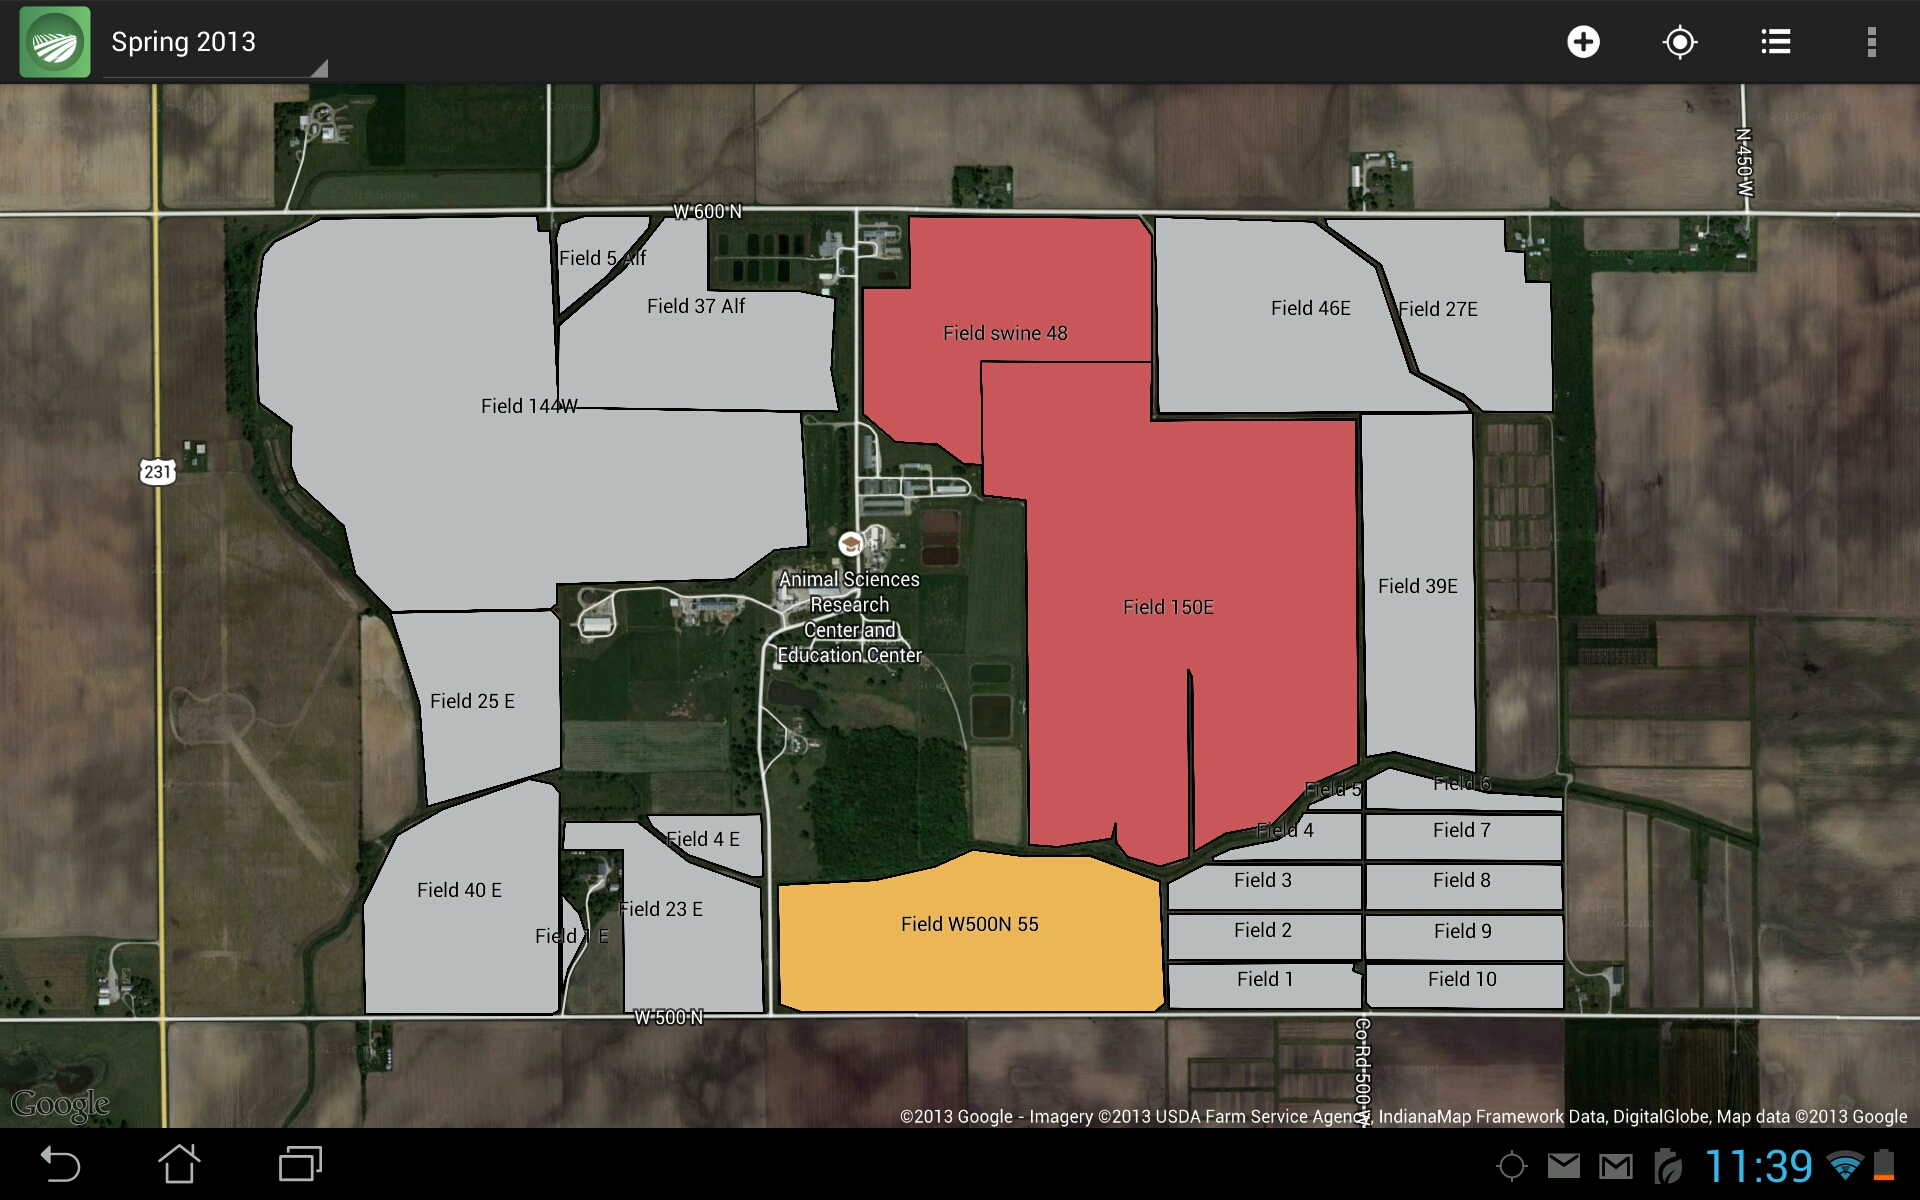 Spring 2013
N 450 W
W 600 N
Field 5 Alf
Field 37 Alf
Field swine 48
Field 46E
Field 27E
Field 144W
231
Animal Sciences
Research
Center and
Education Center
Field 150E
Field 39E
Field 25 E
Field 5
Field 6
Field 4 E
Field 4
Field 7
Field 40 E
Field 3
Field 8
Field 23 E
Field W500N 55
Field 1 E
Field 2
Field 9
Field 1
Field 10
W 500 N
Co Rd 500 W
Google
©2013 Google - Imagery ©2013 USDA Farm Service Agency, IndianaMap Framework Data, DigitalGlobe, Map data ©2013 Google
11:39